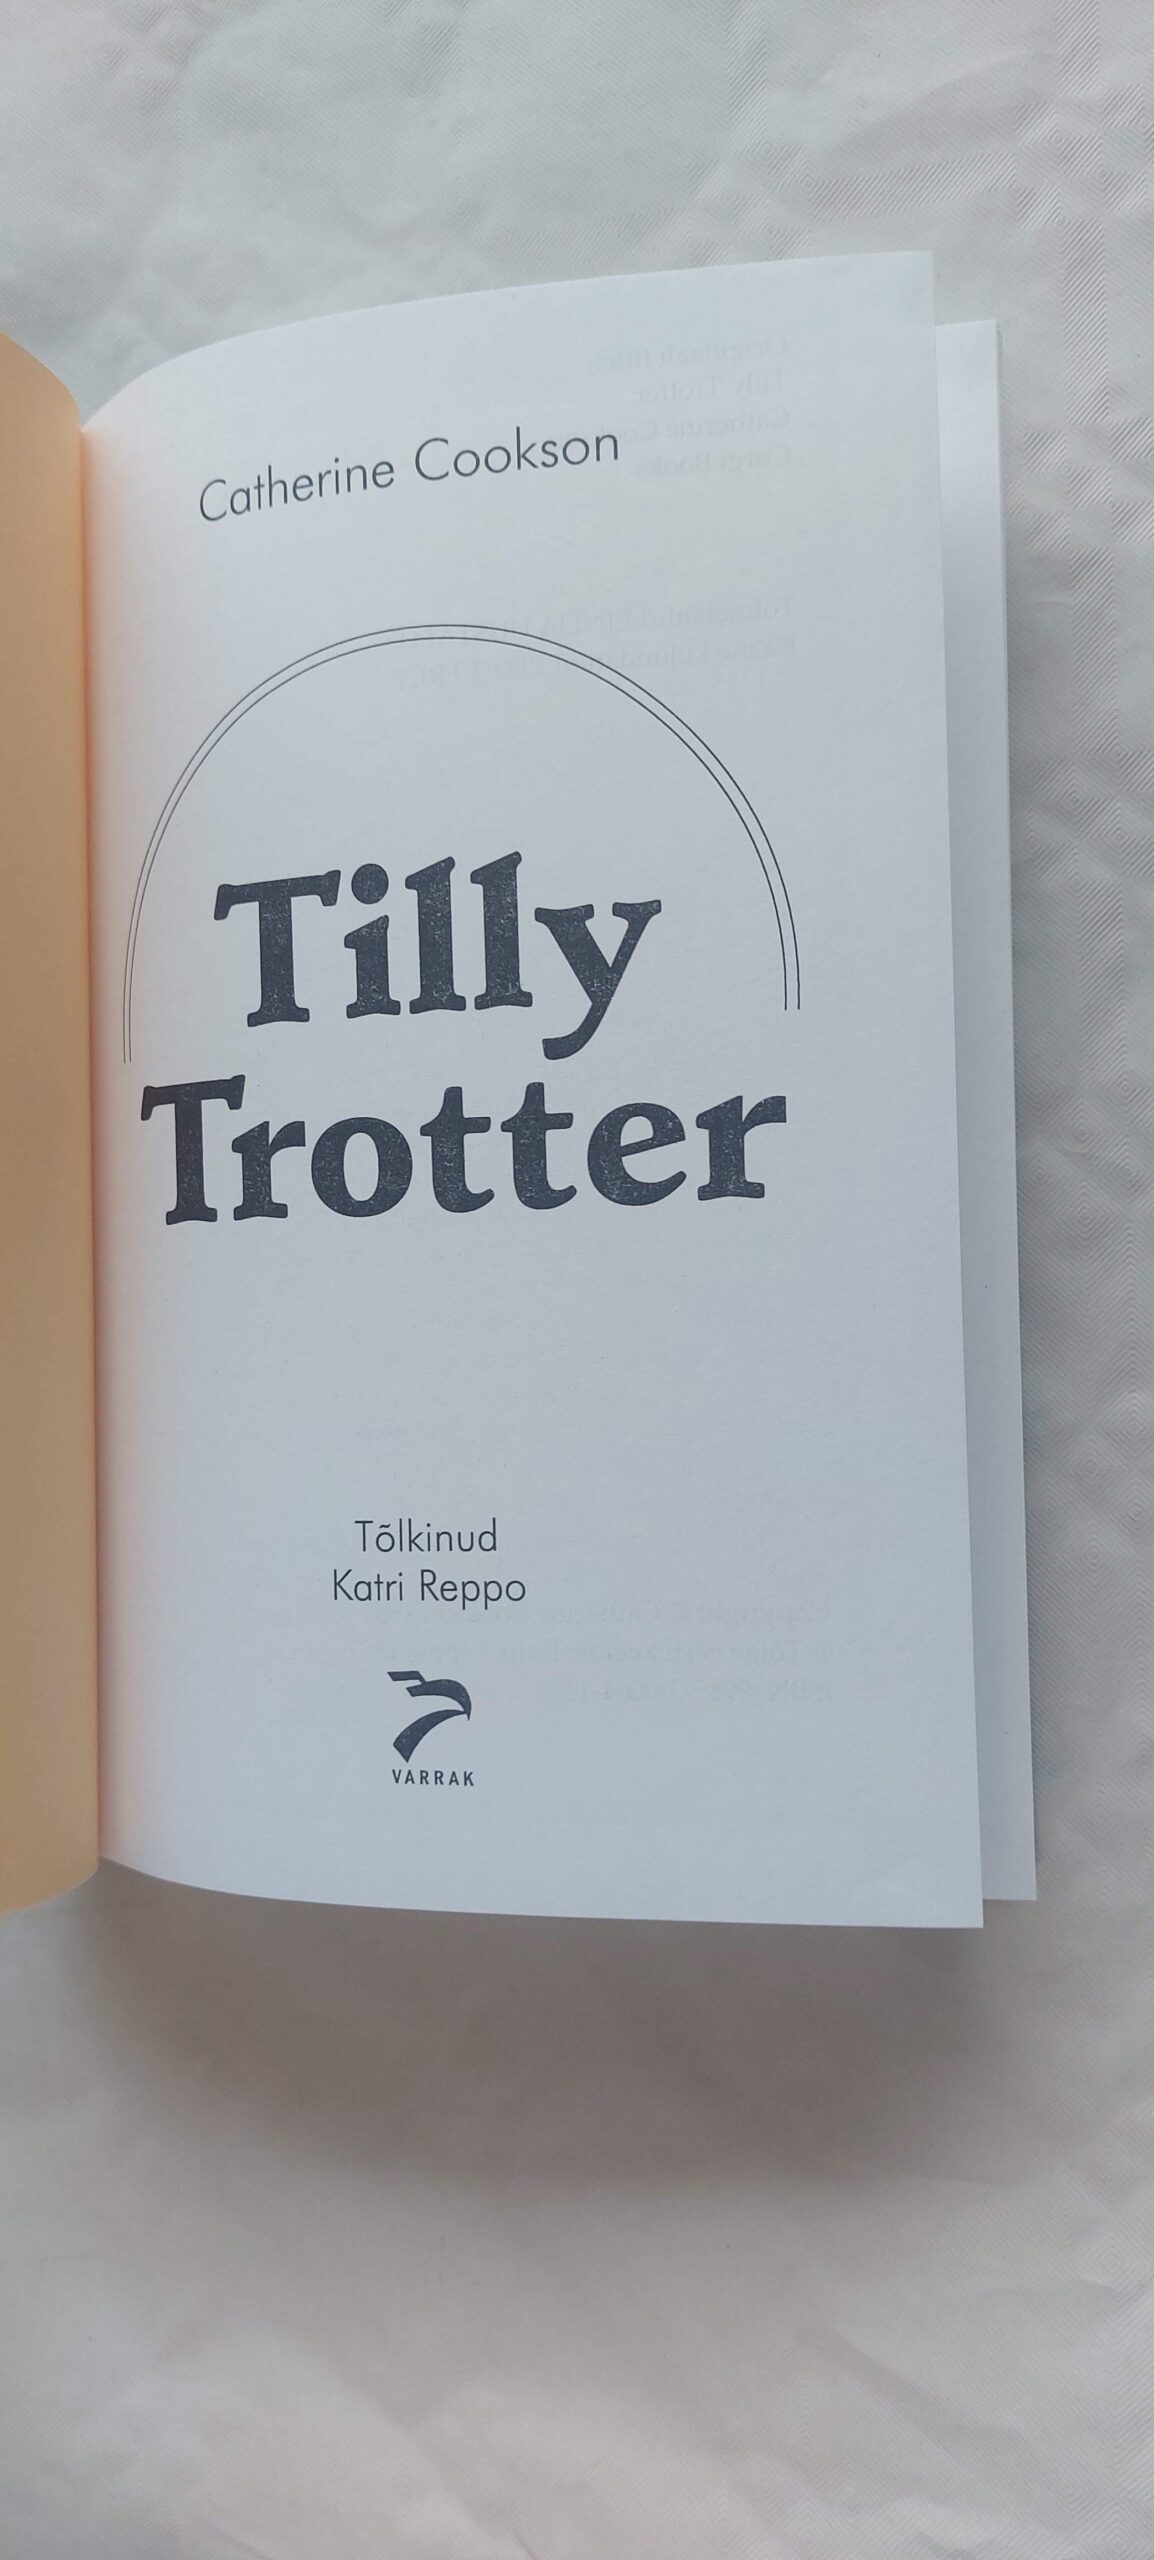 Catherine Cookson
Tilly
Trotter
Tõlkinud
Katri Reppo
VARRAK